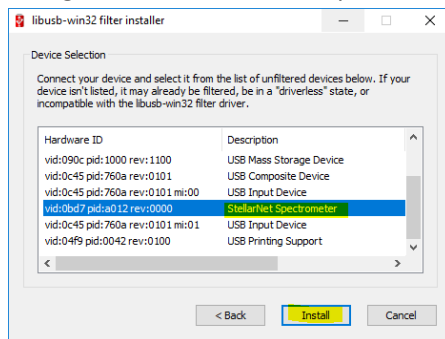 libusb-win32 filter installer
Device Selection
Connect your device and select it from the list of unfiltered devices below. If your
device isn't listed, it may already be filtered, be in a "driverless" state, or
incompatible with the libusb-win32 filter driver.
Hardware ID Description
vid:090c pid:1000 rev:1100 USB Mass Storage Device
vid:0c45 pid:760a rev:0101 USB Composite Device
vid:0c45 pid:760a rev:0101 mi:00 USB Input Device
vid:0bd7 pid:a012 rev:0000 StellarNet Spectrometer
vid:0c45 pid:760a rev:0101 mi:01 USB Input Device
vid:04f9 pid:0042 rev:0100 USB Printing Support
< Back Install Cancel